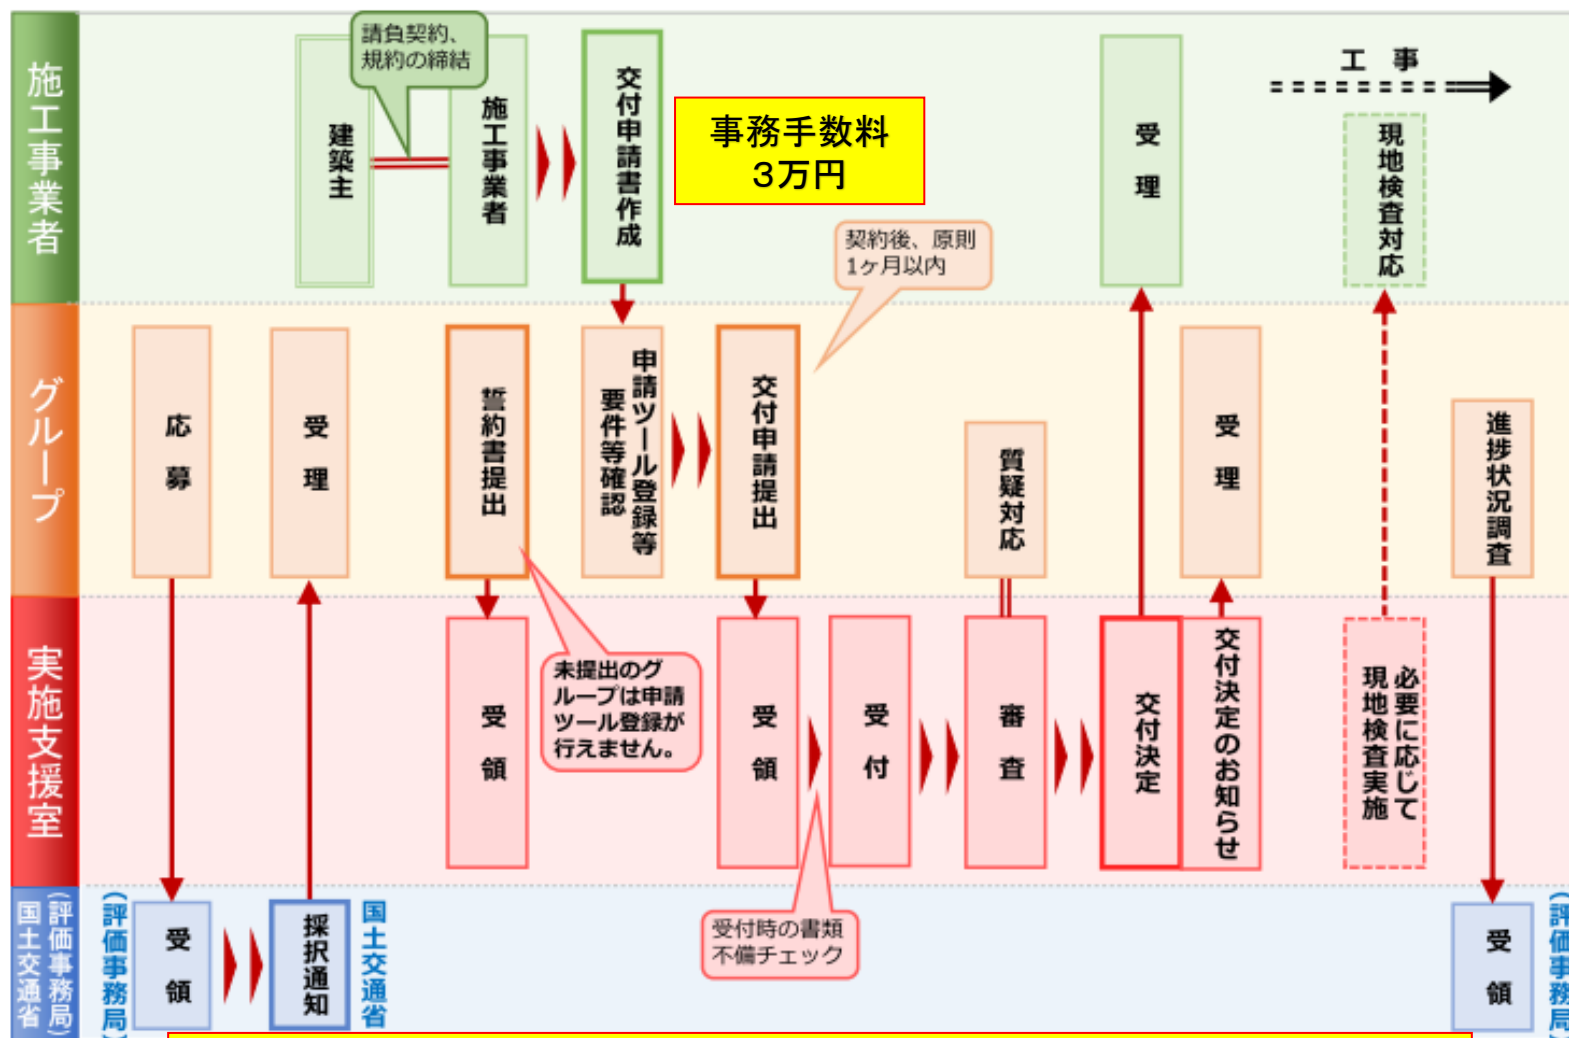 施工事業者
建築主
請負契約、
規約の締結
施工事業者
交付申請書作成
事務手数料
３万円
受理
工事
現地検査対応
グループ
応募
受理
誓約書提出
申請ツール登録等
要件等確認
交付申請提出
契約後、原則
1ヶ月以内
質疑対応
受理
進捗状況調査
実施支援室
受領
未提出のグ
ループは申請
ツール登録が
行えません。
受領
受付
審査
交付決定
交付決定のお知らせ
必要に応じて
現地検査実施
受付時の書類
不備チェック
国土交通省
(評価事務局)
(評価事務局)
受領
採択通知
国土交通省
受領
(評価事務局)